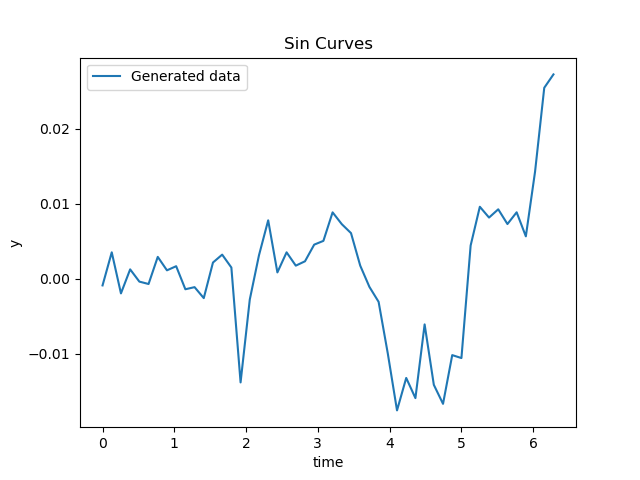 Sin Curves
Generated data
0.02
0.01
0.00
−0.01
y
0 1 2 3 4 5 6
time